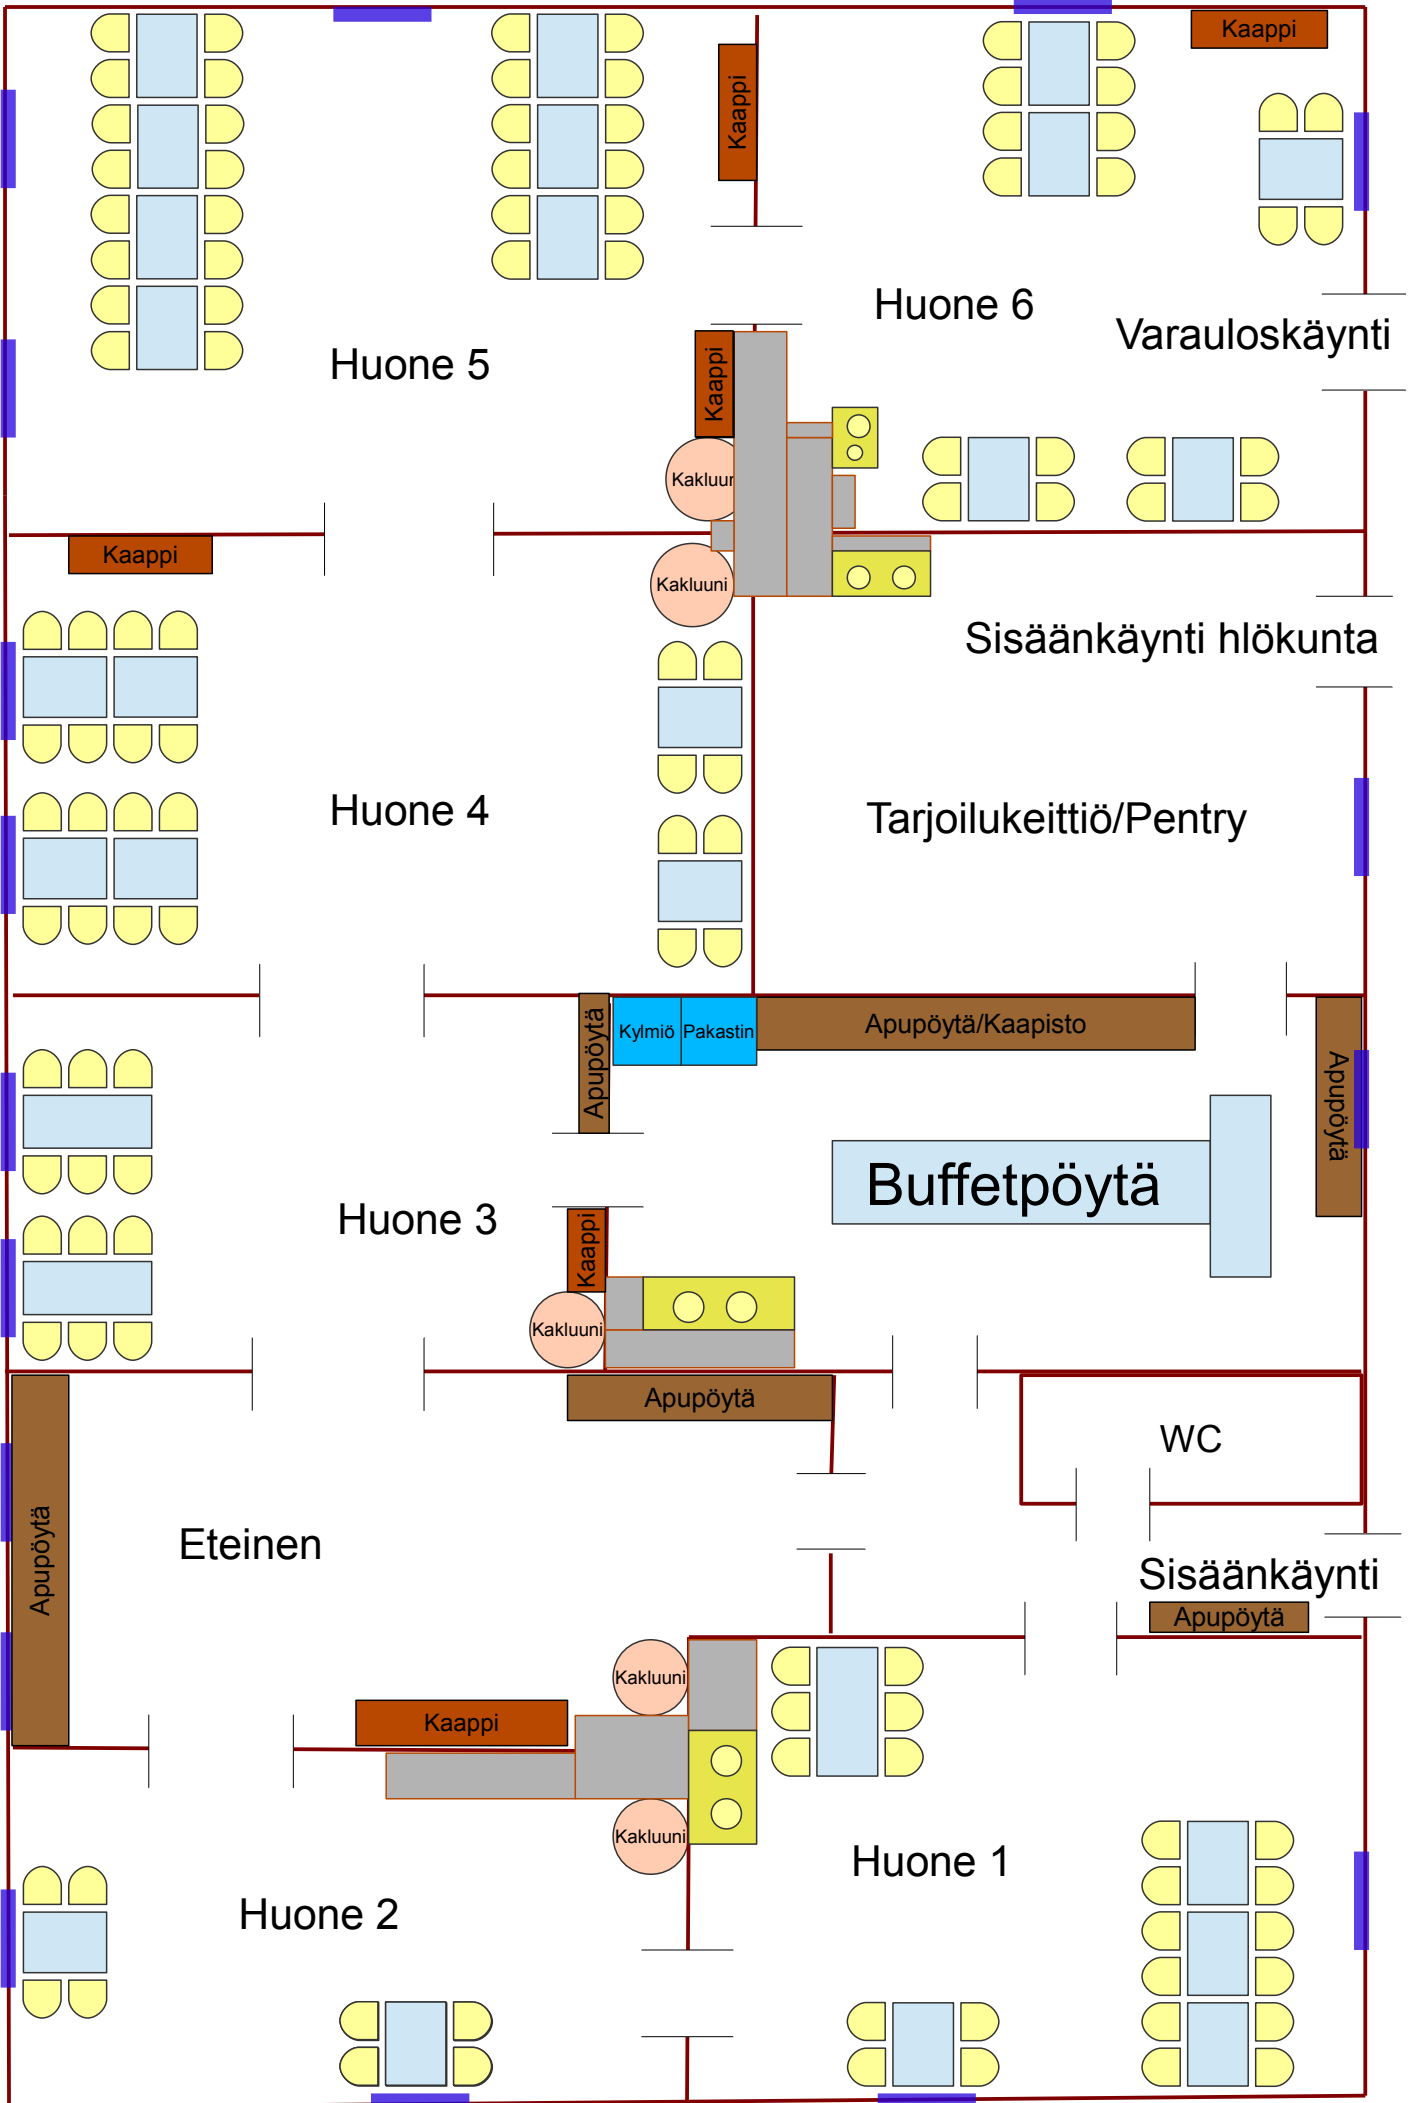 Kaappi
Kaappi
Huone 6
Varauloskäynti
Huone 5
Kaappi
Kakluun
Kaappi
Kakluuni
Sisäänkäynti hlökunta
Huone 4
Tarjoilukeittiö/Pentry
Apupöytä
Kylmiö
Pakastin
Apupöytä/Kaapisto
Apupöytä
Buffetpöytä
Huone 3
Kaappi
Kakluuni
Apupöytä
WC
Apupöytä
Eteinen
Sisäänkäynti
Apupöytä
Kakluuni
Kaappi
Kakluuni
Huone 1
Huone 2